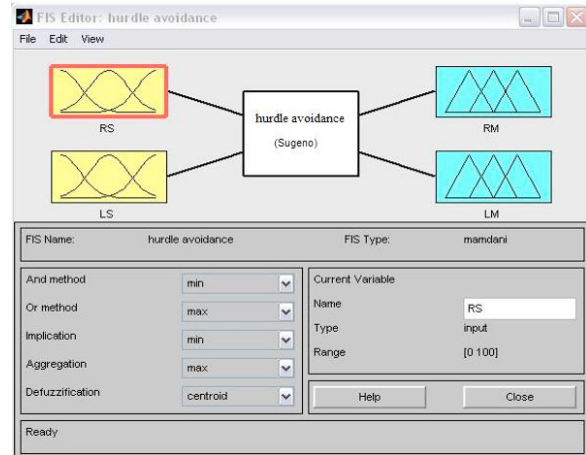 FIS Editor: hurdle avoidance
File Edit View
RS
hurdle avoidance
(Sugeno)
RM
LS
LM
FIS Name: hurdle avoidance FIS Type: mamdani
And method min
Or method max
Implication min
Aggregation max
Defuzzification centroid
Current Variable
Name RS
Type input
Range [0 100]
Help Close
Ready